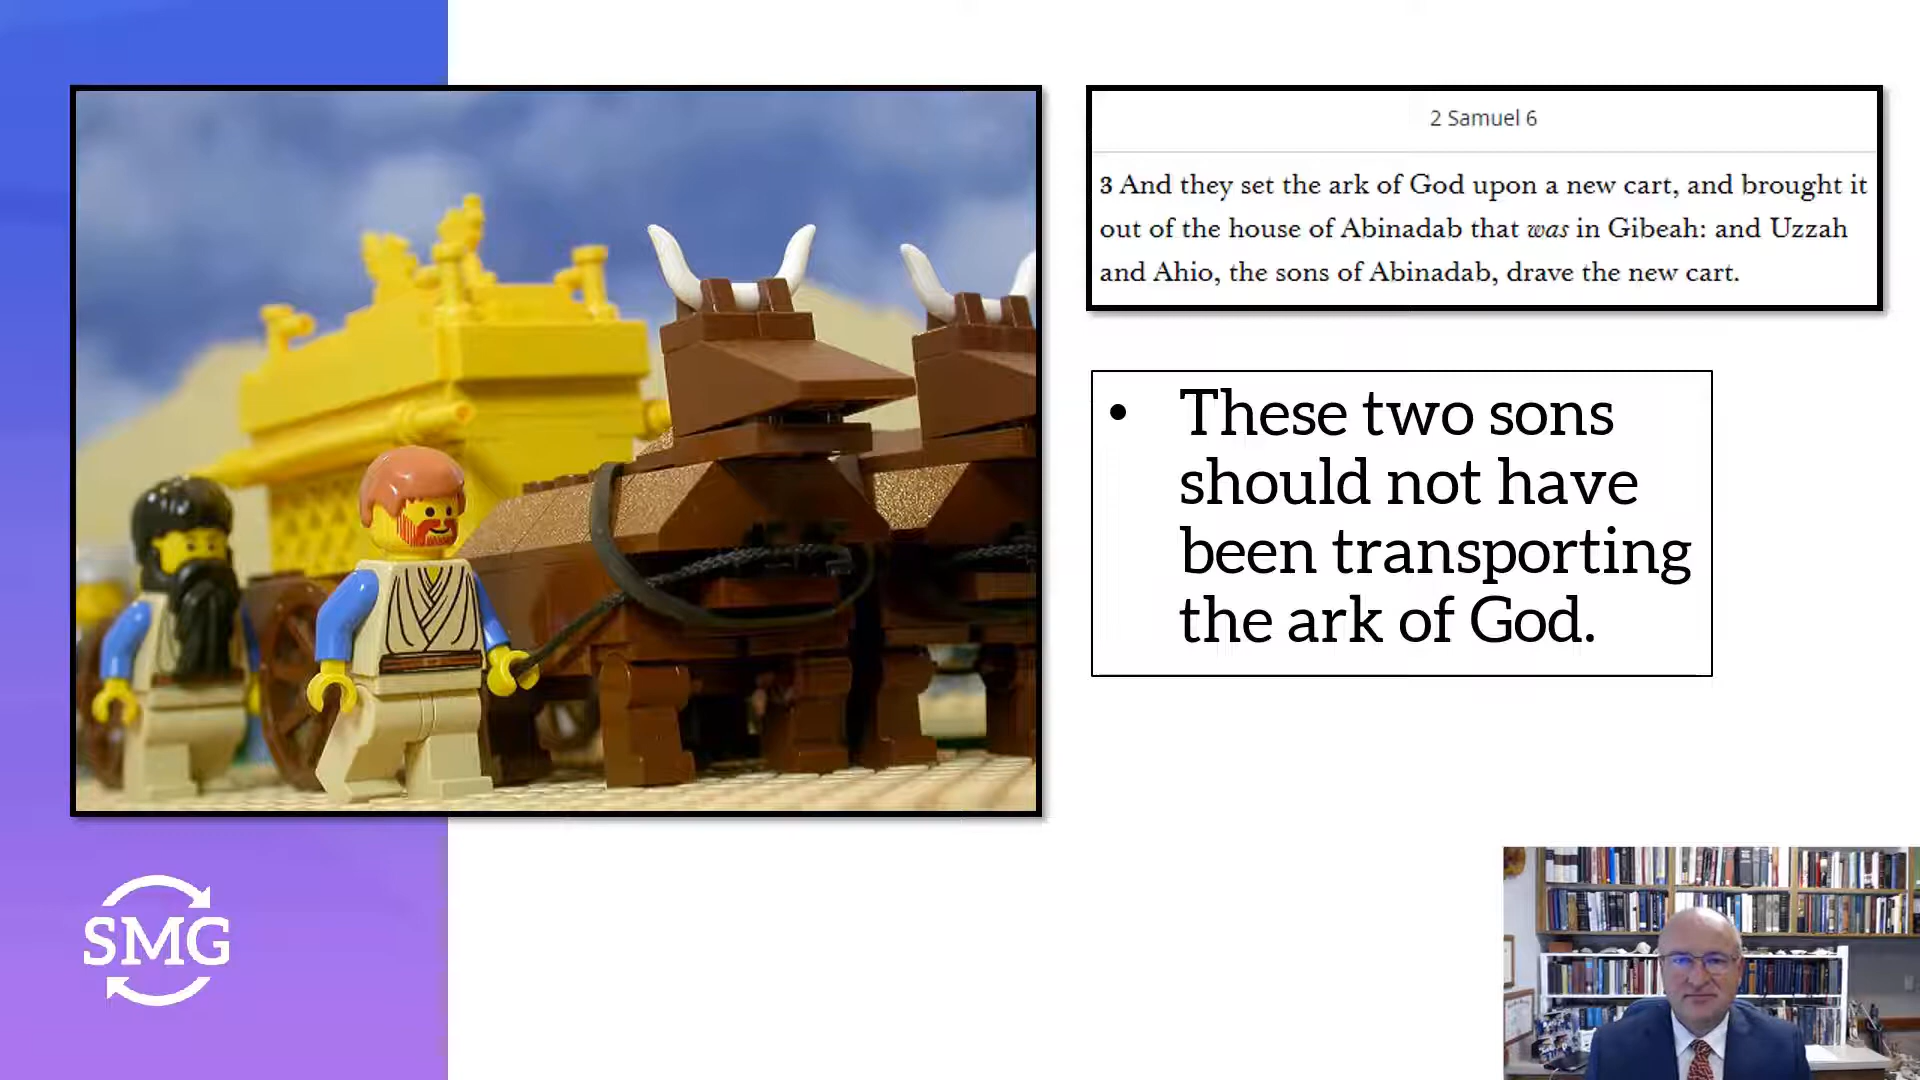 2 Samuel 6
3 And they set the ark of God upon a new cart, and brought it
out of the house of Abinadab that was in Gibeah: and Uzzah
and Ahio, the sons of Abinadab, drave the new cart.
• These two sons
should not have
been transporting
the ark of God.
SMG